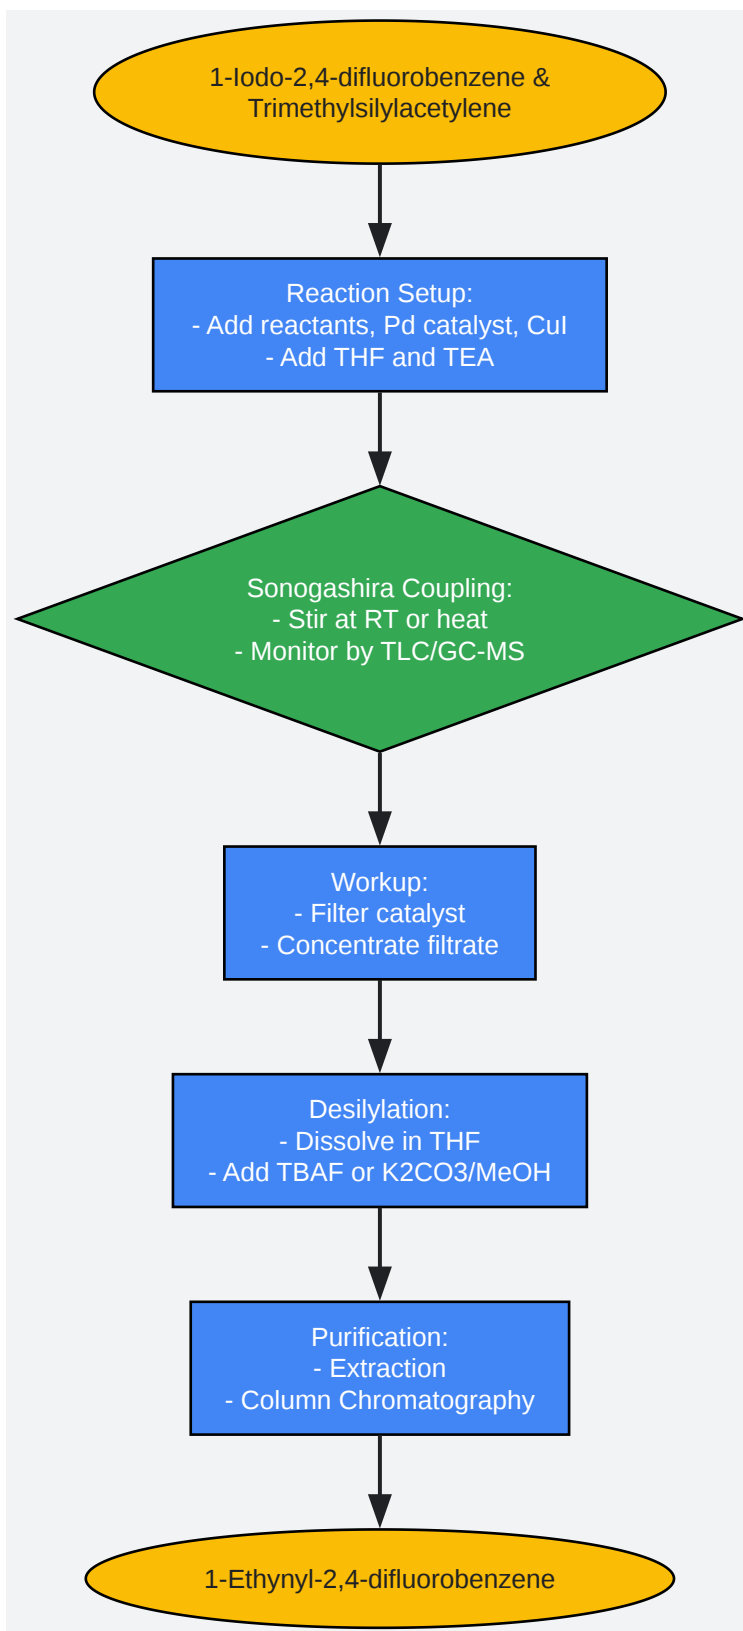 1-Iodo-2,4-difluorobenzene &
Trimethylsilylacetylene
Reaction Setup:
- Add reactants, Pd catalyst, CuI
- Add THF and TEA
Sonogashira Coupling:
- Stir at RT or heat
- Monitor by TLC/GC-MS
Workup:
- Filter catalyst
- Concentrate filtrate
Desilylation:
- Dissolve in THF
- Add TBAF or K2CO3/MeOH
Purification:
- Extraction
- Column Chromatography
1-Ethynyl-2,4-difluorobenzene